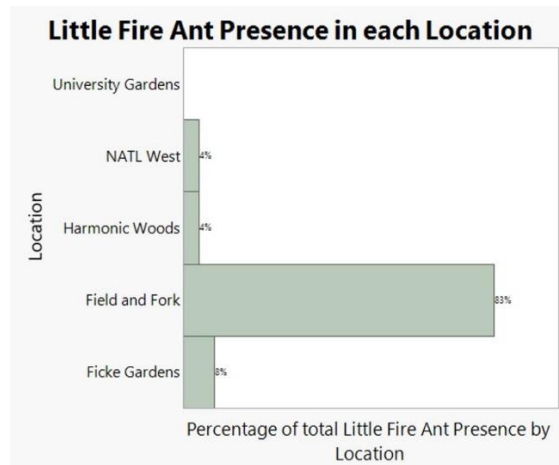 Little Fire Ant Presence in each Location
University Gardens
NATL West
4%
Harmonic Woods
4%
Location
Field and Fork
83%
Ficke Gardens
8%
Percentage of total Little Fire Ant Presence by
Location